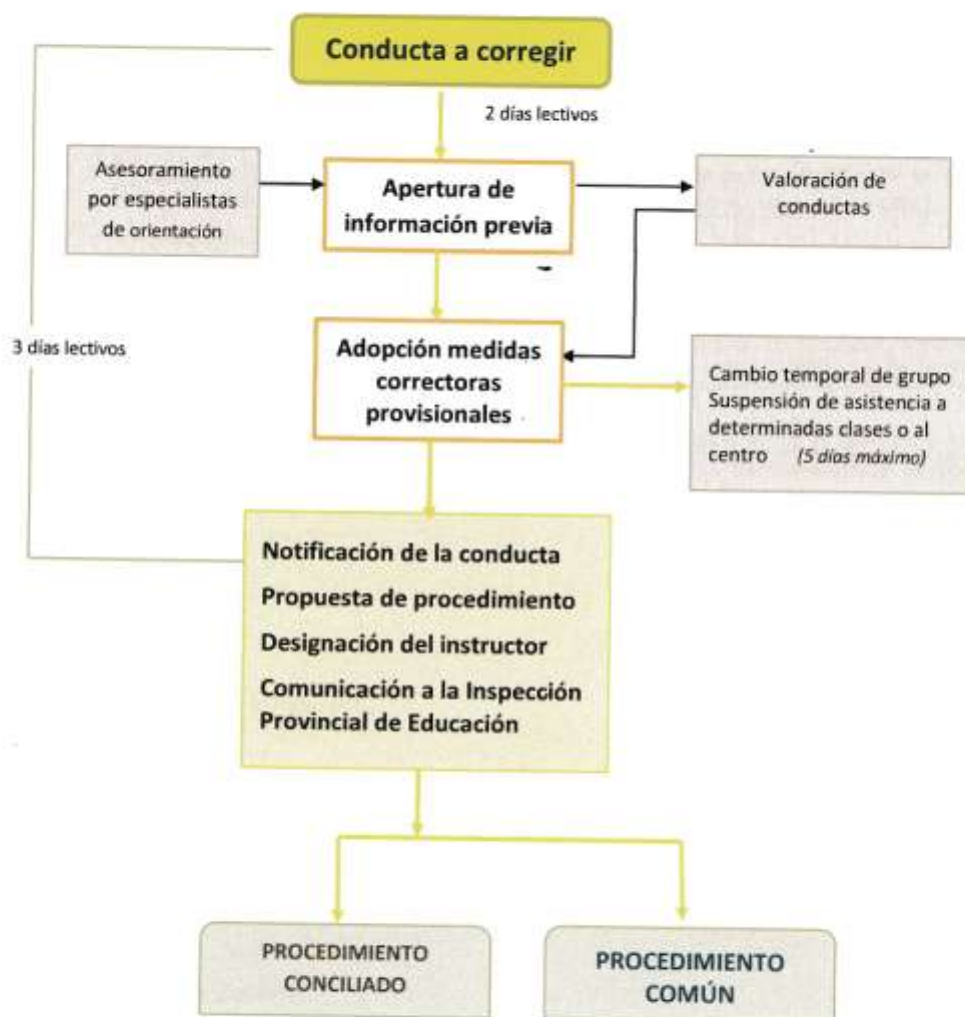 Conducta a corregir
2 días lectivos
Asesoramiento
por especialistas
de orientación
Apertura de
información previa
Valoración de
conductas
3 días lectivos
Adopción medidas
correctoras
provisionales
Cambio temporal de grupo
Suspensión de asistencia a
determinadas clases o al
centro (5 días máximo)
Notificación de la conducta
Propuesta de procedimiento
Designación del instructor
Comunicación a la Inspección
Provincial de Educación
PROCEDIMIENTO
CONCILIADO
PROCEDIMIENTO
COMÚN